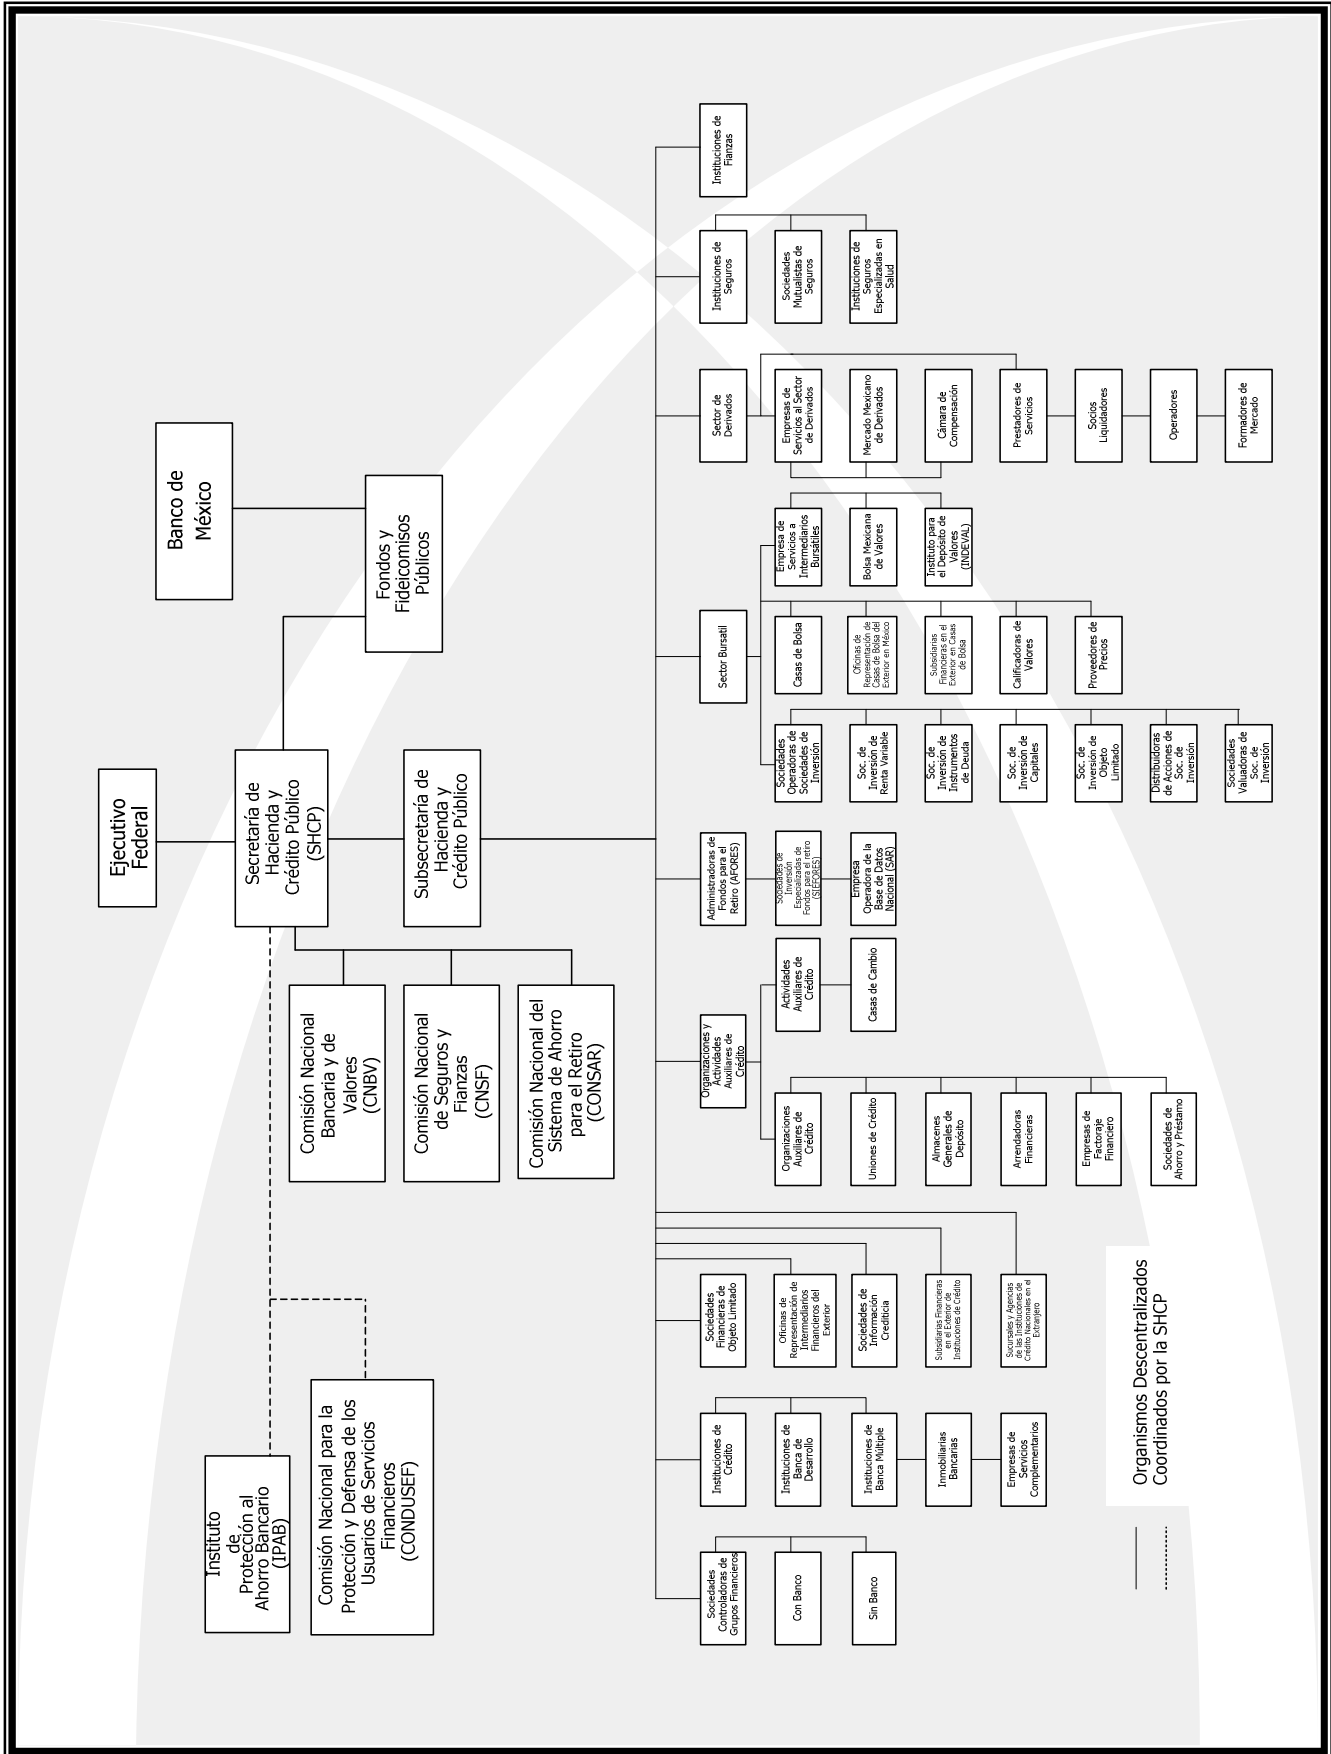 Ejecutivo
Federal
Banco de
México
Secretaría de
Hacienda y
Crédito Público
(SHCP)
Fondos y
Fideicomisos
Públicos
Instituto
de
Protección al
Ahorro Bancario
(IPAB)
Comisión Nacional para la
Protección y Defensa de los
Usuarios de Servicios
Financieros
(CONDUSEF)
Comisión Nacional
Bancaria y de
Valores
(CNBV)
Comisión Nacional
de Seguros y
Fianzas
(CNSF)
Comisión Nacional del
Sistema de Ahorro
para el Retiro
(CONSAR)
Subsecretaría de
Hacienda y
Crédito Público
Sociedades
Controladoras de
Grupos Financieros
Con Banco
Sin Banco
Instituciones de
Crédito
Instituciones de
Banca de
Desarrollo
Instituciones de
Banca Múltiple
Inmobiliarias
Bancarias
Empresas de
Servicios
Complementarios
Sociedades
Financieras de
Objeto Limitado
Oficinas de
Representación de
Intermediarios
Financieros del
Exterior
Sociedades de
Información
Crediticia
Subsidiarias Financieras
en el Exterior de
Instituciones de Crédito
Sucursales y Agencias
de las Instituciones de
Crédito Nacionales en el
Extranjero
Organizaciones y
Actividades
Auxiliares de
Crédito
Organizaciones
Auxiliares de
Crédito
Uniones de Crédito
Almacenes
Generales de
Depósito
Arrendadoras
Financieras
Empresas de
Factoraje
Financiero
Sociedades de
Ahorro y Préstamo
Actividades
Auxiliares de
Crédito
Casas de Cambio
Administradoras de
Fondos para el
Retiro (AFORES)
Sociedades de
Inversión
Especializadas de
Fondos para el retiro
(SIEFORES)
Empresa
Operadora de la
Base de Datos
Nacional (SAR)
Sector Bursatil
Sociedades
Operadoras de
Sociedades de
Inversión
Soc. de
Inversión de
Renta Variable
Soc. de
Inversión de
Instrumentos
de Deuda
Soc. de
Inversión de
Capitales
Soc. de
Inversión de
Objeto
Limitado
Distribuidoras
de Acciones de
Soc. de
Inversión
Sociedades
Valuadoras de
Soc. de
Inversión
Casas de Bolsa
Oficinas de
Representación de
Casas de Bolsa del
Exterior en México
Subsidiarias
Financieras en el
Exterior en Casas
de Bolsa
Calificadoras de
Valores
Proveedores de
Precios
Empresa de
Servicios a
Intermediarios
Bursátiles
Bolsa Mexicana
de Valores
Instituto para
el Depósito de
Valores
(INDEVAL)
Sector de
Derivados
Empresas de
Servicios al Sector
de Derivados
Mercado Mexicano
de Derivados
Cámara de
Compensación
Prestadores de
Servicios
Socios
Liquidadores
Operadores
Formadores de
Mercado
Instituciones de
Seguros
Sociedades
Mutualistas de
Seguros
Instituciones de
Seguros
Especializadas en
Salud
Instituciones de
Fianzas
Organismos Descentralizados
Coordinados por la SHCP